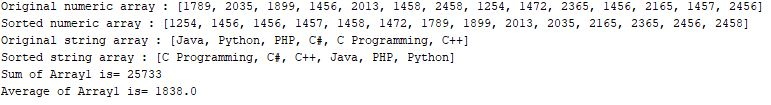 Original numeric array : [1789, 2035, 1899, 1456, 2013, 1458, 2458, 1254, 1472, 2365, 1456, 2165, 1457, 2456]
Sorted numeric array : [1254, 1456, 1456, 1457, 1458, 1472, 1789, 1899, 2013, 2035, 2165, 2365, 2456, 2458]
Original string array : [Java, Python, PHP, C#, C Programming, C++]
Sorted string array : [C Programming, C#, C++, Java, PHP, Python]
Sum of Array1 is= 25733
Average of Array1 is= 1838.0